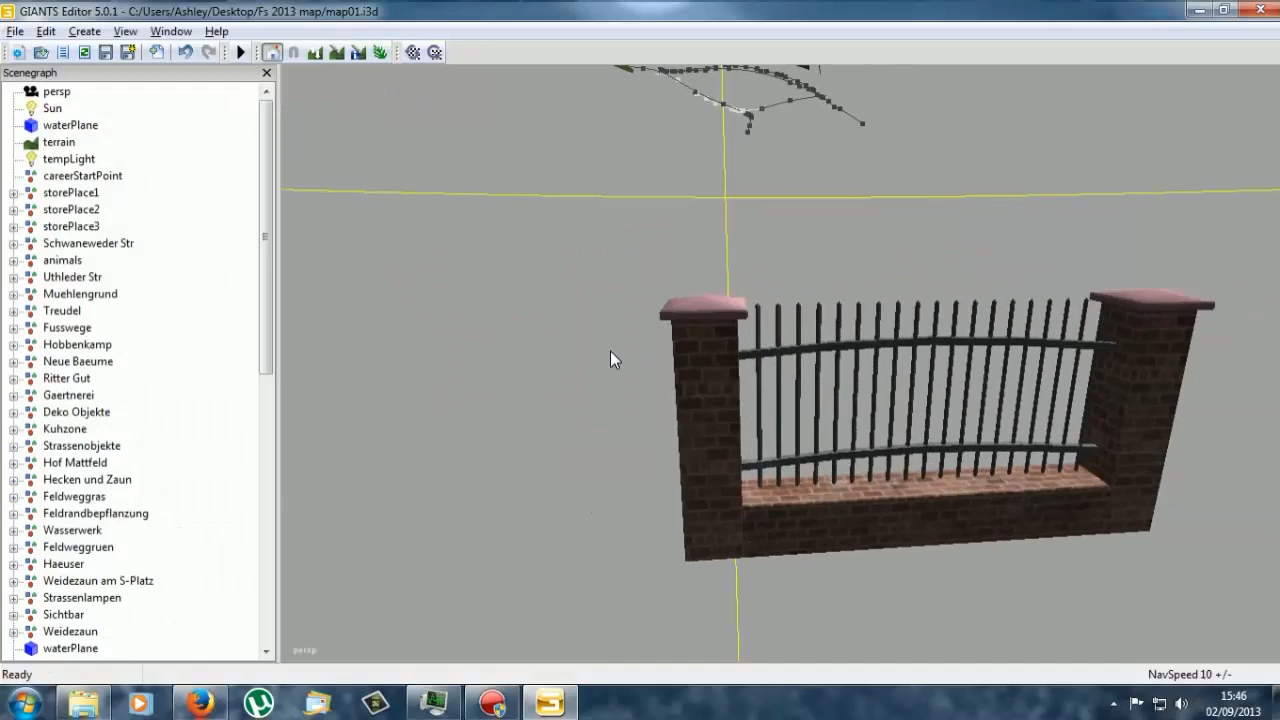 GIANTS Editor 5.0.1 - C:/Users/Ashley/Desktop/Fs 2013 map/map01.i3d
File Edit Create View Window Help
Scenegraph
persp
Sun
waterPlane
terrain
tempLight
careerStartPoint
storePlace1
storePlace2
storePlace3
Schwaneweder Str
animals
Uthleder Str
Muehlengrund
Treudel
Fusswege
Hobbenkamp
Neue Baeume
Ritter Gut
Gaertnerei
Deko Objekte
Kuhzone
Strassenobjekte
Hof Mattfeld
Hecken und Zaun
Feldweggras
Feldrandbepflanzung
Wasserwerk
Feldweggruen
Haeuser
Weidezaun am S-Platz
Strassenlampen
Sichtbar
Weidezaun
waterPlane
persp
Ready
NavSpeed 10 +/-
15:46
02/09/2013